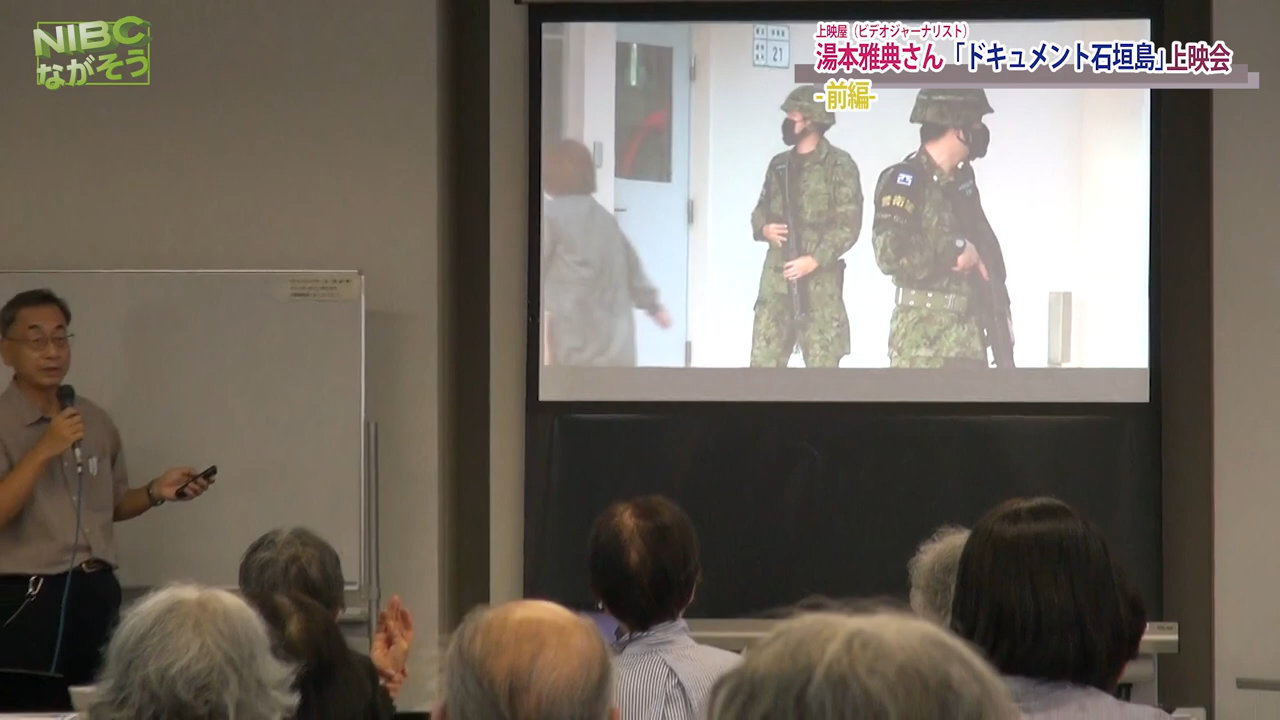 NIBC
ながそう
上映屋（ビデオジャーナリスト）
湯本雅典さん「ドキュメント石垣島」上映会
-前編-
21
警衛